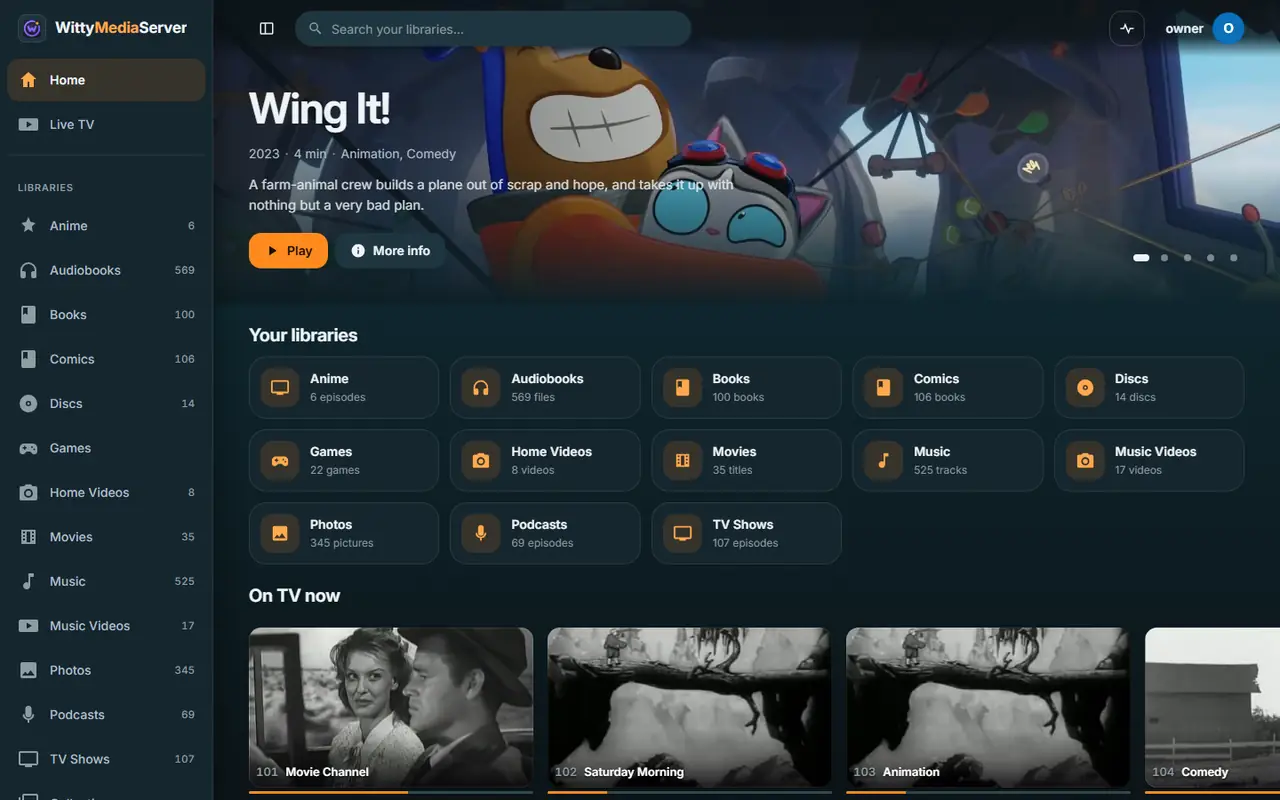 WittyMediaServer
Search your libraries...
owner
O
Home
Live TV
LIBRARIES
Anime 6
Audiobooks 569
Books 100
Comics 106
Discs 14
Games
Home Videos 8
Movies 35
Music 525
Music Videos 17
Photos 345
Podcasts 69
TV Shows 107
Wing It!
2023 · 4 min · Animation, Comedy
A farm-animal crew builds a plane out of scrap and hope, and takes it up with
nothing but a very bad plan.
Play
More info
Your libraries
Anime
6 episodes
Audiobooks
569 files
Books
100 books
Comics
106 books
Discs
14 discs
Games
22 games
Home Videos
8 videos
Movies
35 titles
Music
525 tracks
Music Videos
17 videos
Photos
345 pictures
Podcasts
69 episodes
TV Shows
107 episodes
On TV now
101 Movie Channel
102 Saturday Morning
103 Animation
104 Comedy